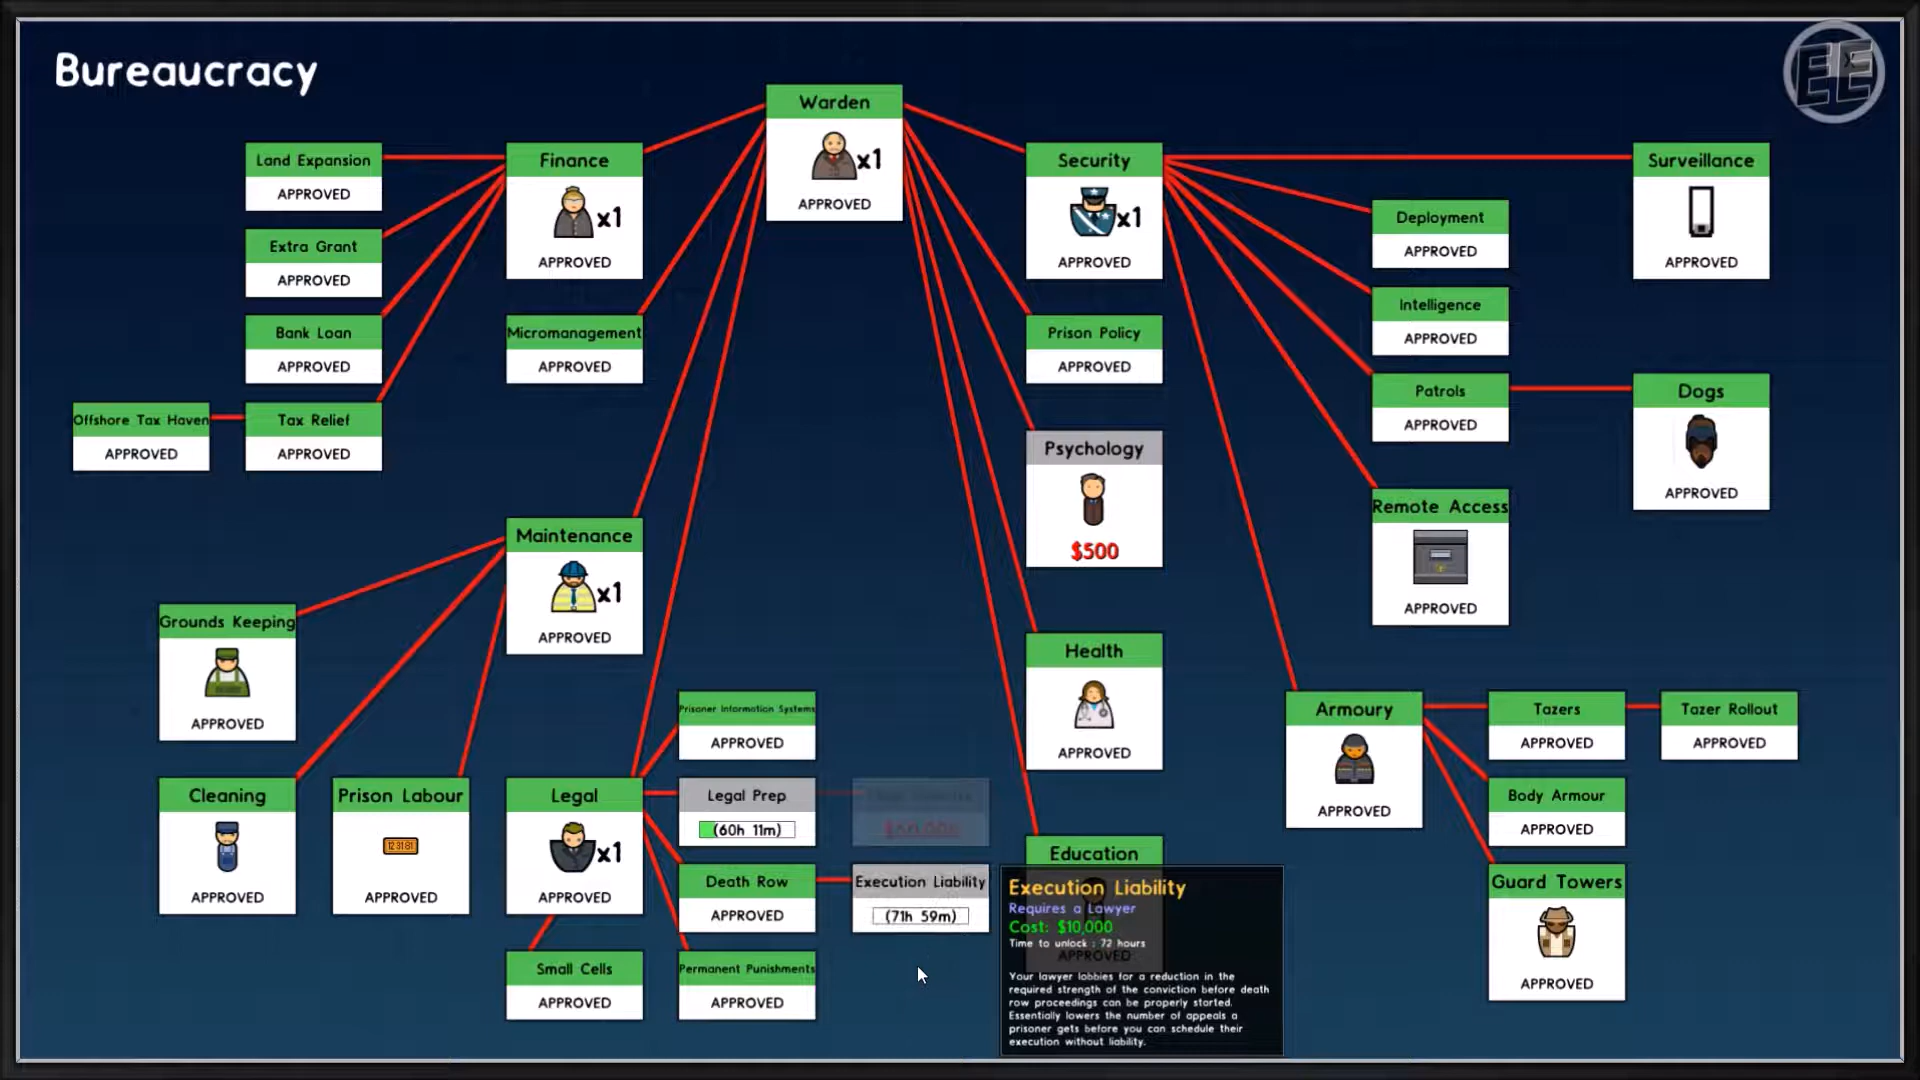 Bureaucracy
EE
X
Warden
x1
APPROVED
Land Expansion
APPROVED
Finance
x1
APPROVED
Security
x1
APPROVED
Surveillance
APPROVED
Deployment
APPROVED
Extra Grant
APPROVED
Intelligence
APPROVED
Bank Loan
APPROVED
Micromanagement
APPROVED
Prison Policy
APPROVED
Patrols
APPROVED
Dogs
APPROVED
Offshore Tax Haven
APPROVED
Tax Relief
APPROVED
Psychology
$500
Remote Access
APPROVED
Maintenance
x1
APPROVED
Grounds Keeping
APPROVED
Health
APPROVED
Prisoner Information Systems
APPROVED
Armoury
APPROVED
Tazers
APPROVED
Tazer Rollout
APPROVED
Cleaning
APPROVED
Prison Labour
123181
APPROVED
Legal
x1
APPROVED
Legal Prep
(60h 11m)
Body Armour
APPROVED
Death Row
APPROVED
Execution Liability
(71h 59m)
Education
APPROVED
Guard Towers
APPROVED
Small Cells
APPROVED
Permanent Punishments
APPROVED
Execution Liability
Requires a Lawyer
Cost: $10,000
Time to unlock : 72 hours
Your lawyer lobbies for a reduction in the
required strength of the conviction before death
row proceedings can be properly started.
Essentially lowers the number of appeals a
prisoner gets before you can schedule their
execution without liability.